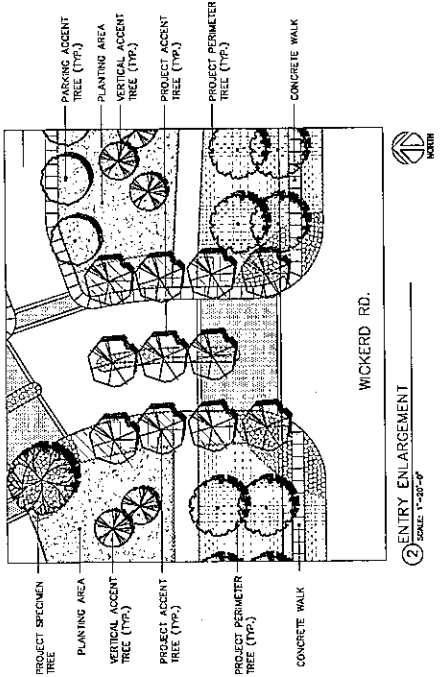 PARKING ACCENT
TREE (TYP.)
PLANTING AREA
VERTICAL ACCENT
TREE (TYP.)
PROJECT ACCENT
TREE (TYP.)
PROJECT PERIMETER
TREE (TYP.)
CONCRETE WALK
PROJECT SPECIMEN
TREE
PLANTING AREA
VERTICAL ACCENT
TREE (TYP.)
PROJECT ACCENT
TREE (TYP.)
PROJECT PERIMETER
TREE (TYP.)
CONCRETE WALK
WICKERD RD.
NORTH
2 ENTRY ENLARGEMENT
SCALE: 1"=20'-0"